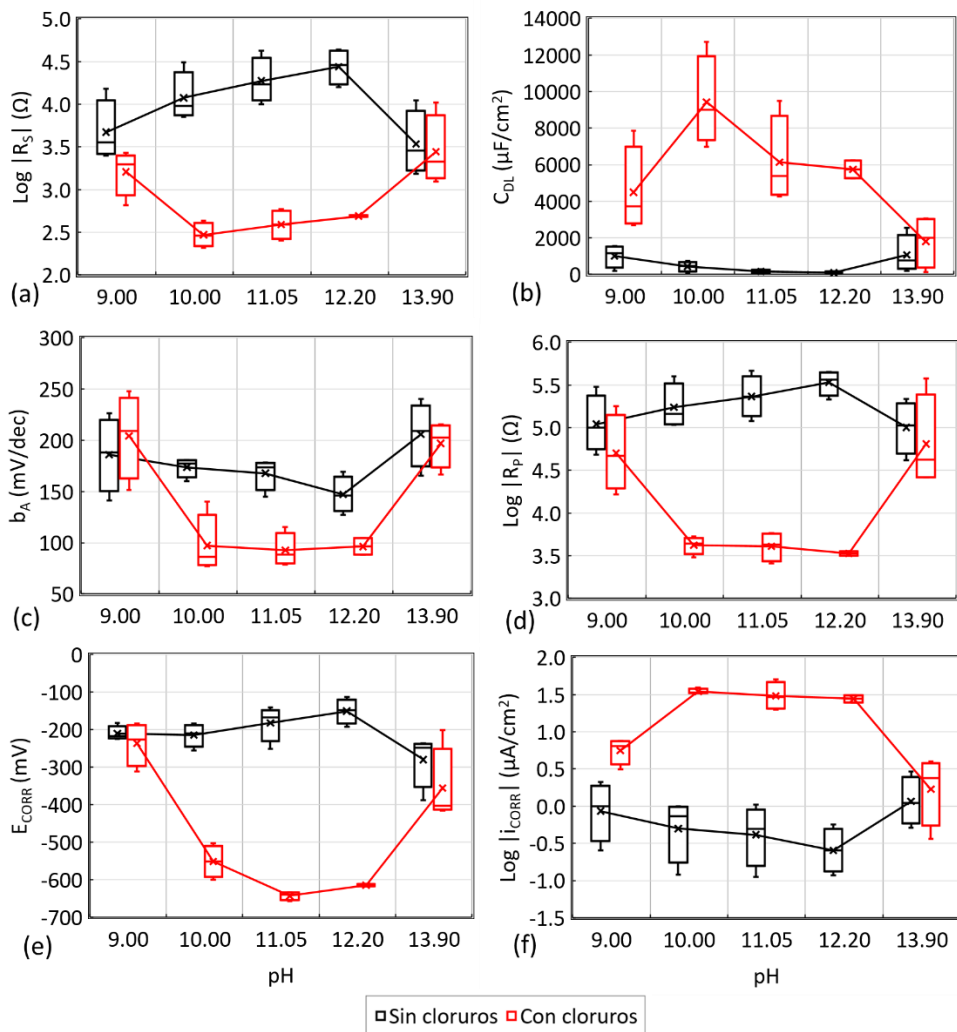 Log |R_S| (Ω)
5.0
4.5
4.0
3.5
3.0
2.5
2.0
9.00 10.00 11.05 12.20 13.90
(a)
C_DL (µF/cm²)
14000
12000
10000
8000
6000
4000
2000
0
9.00 10.00 11.05 12.20 13.90
(b)
b_A (mV/dec)
300
250
200
150
100
50
9.00 10.00 11.05 12.20 13.90
(c)
Log |R_P| (Ω)
6.0
5.5
5.0
4.5
4.0
3.5
3.0
9.00 10.00 11.05 12.20 13.90
(d)
E_CORR (mV)
0
-100
-200
-300
-400
-500
-600
-700
9.00 10.00 11.05 12.20 13.90
(e)
pH
Log |i_CORR| (µA/cm²)
2.0
1.5
1.0
0.5
0.0
-0.5
-1.0
-1.5
9.00 10.00 11.05 12.20 13.90
(f)
pH
Sin cloruros Con cloruros